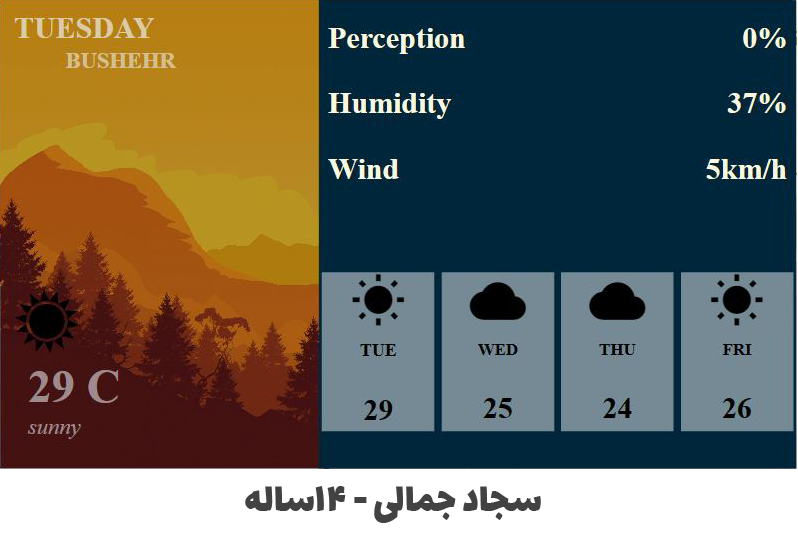 TUESDAY
BUSHEHR
29 C
sunny
Perception 0%
Humidity 37%
Wind 5km/h
TUE WED THU FRI
29 25 24 26
سجاد جمالی - ۱۴ساله